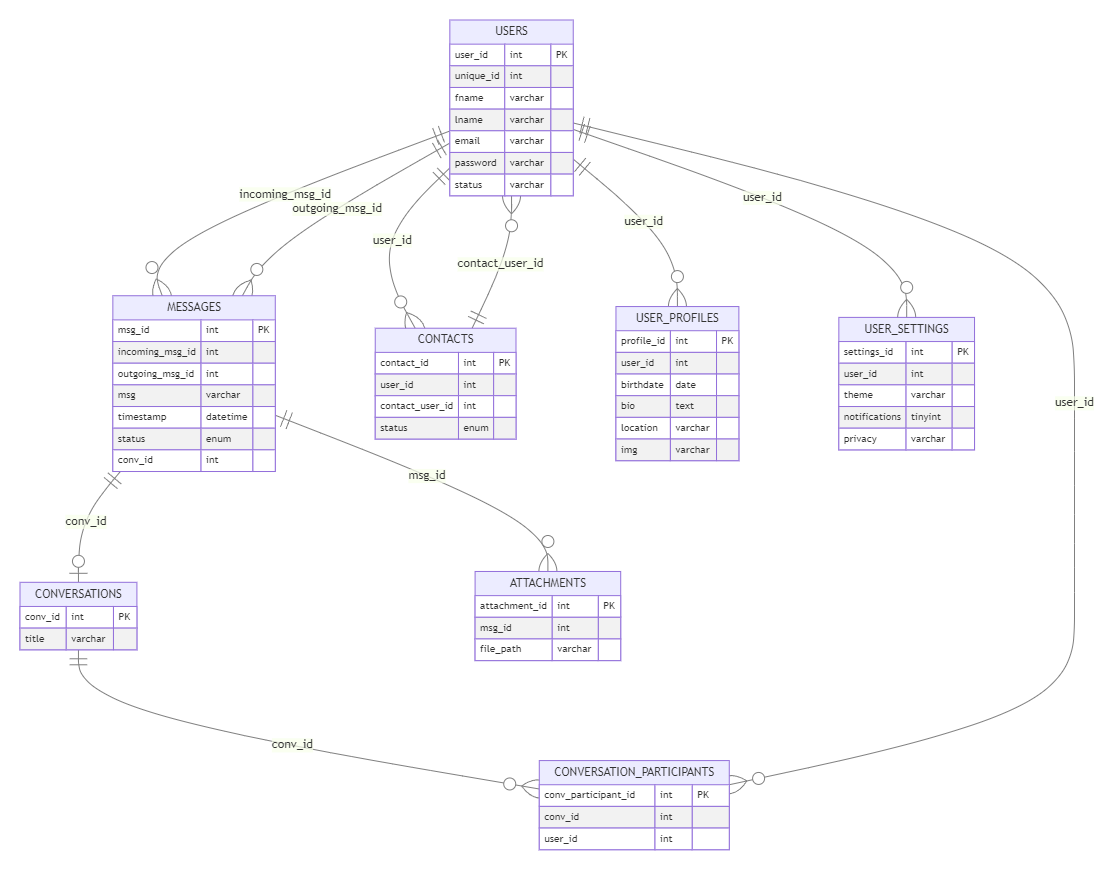 USERS
user_id int PK
unique_id int
fname varchar
lname varchar
email varchar
password varchar
status varchar
incoming_msg_id
outgoing_msg_id
user_id
contact_user_id
user_id
user_id
user_id
MESSAGES
msg_id int PK
incoming_msg_id int
outgoing_msg_id int
msg varchar
timestamp datetime
status enum
conv_id int
CONTACTS
contact_id int PK
user_id int
contact_user_id int
status enum
USER_PROFILES
profile_id int PK
user_id int
birthdate date
bio text
location varchar
img varchar
USER_SETTINGS
settings_id int PK
user_id int
theme varchar
notifications tinyint
privacy varchar
msg_id
conv_id
CONVERSATIONS
conv_id int PK
title varchar
ATTACHMENTS
attachment_id int PK
msg_id int
file_path varchar
conv_id
CONVERSATION_PARTICIPANTS
conv_participant_id int PK
conv_id int
user_id int